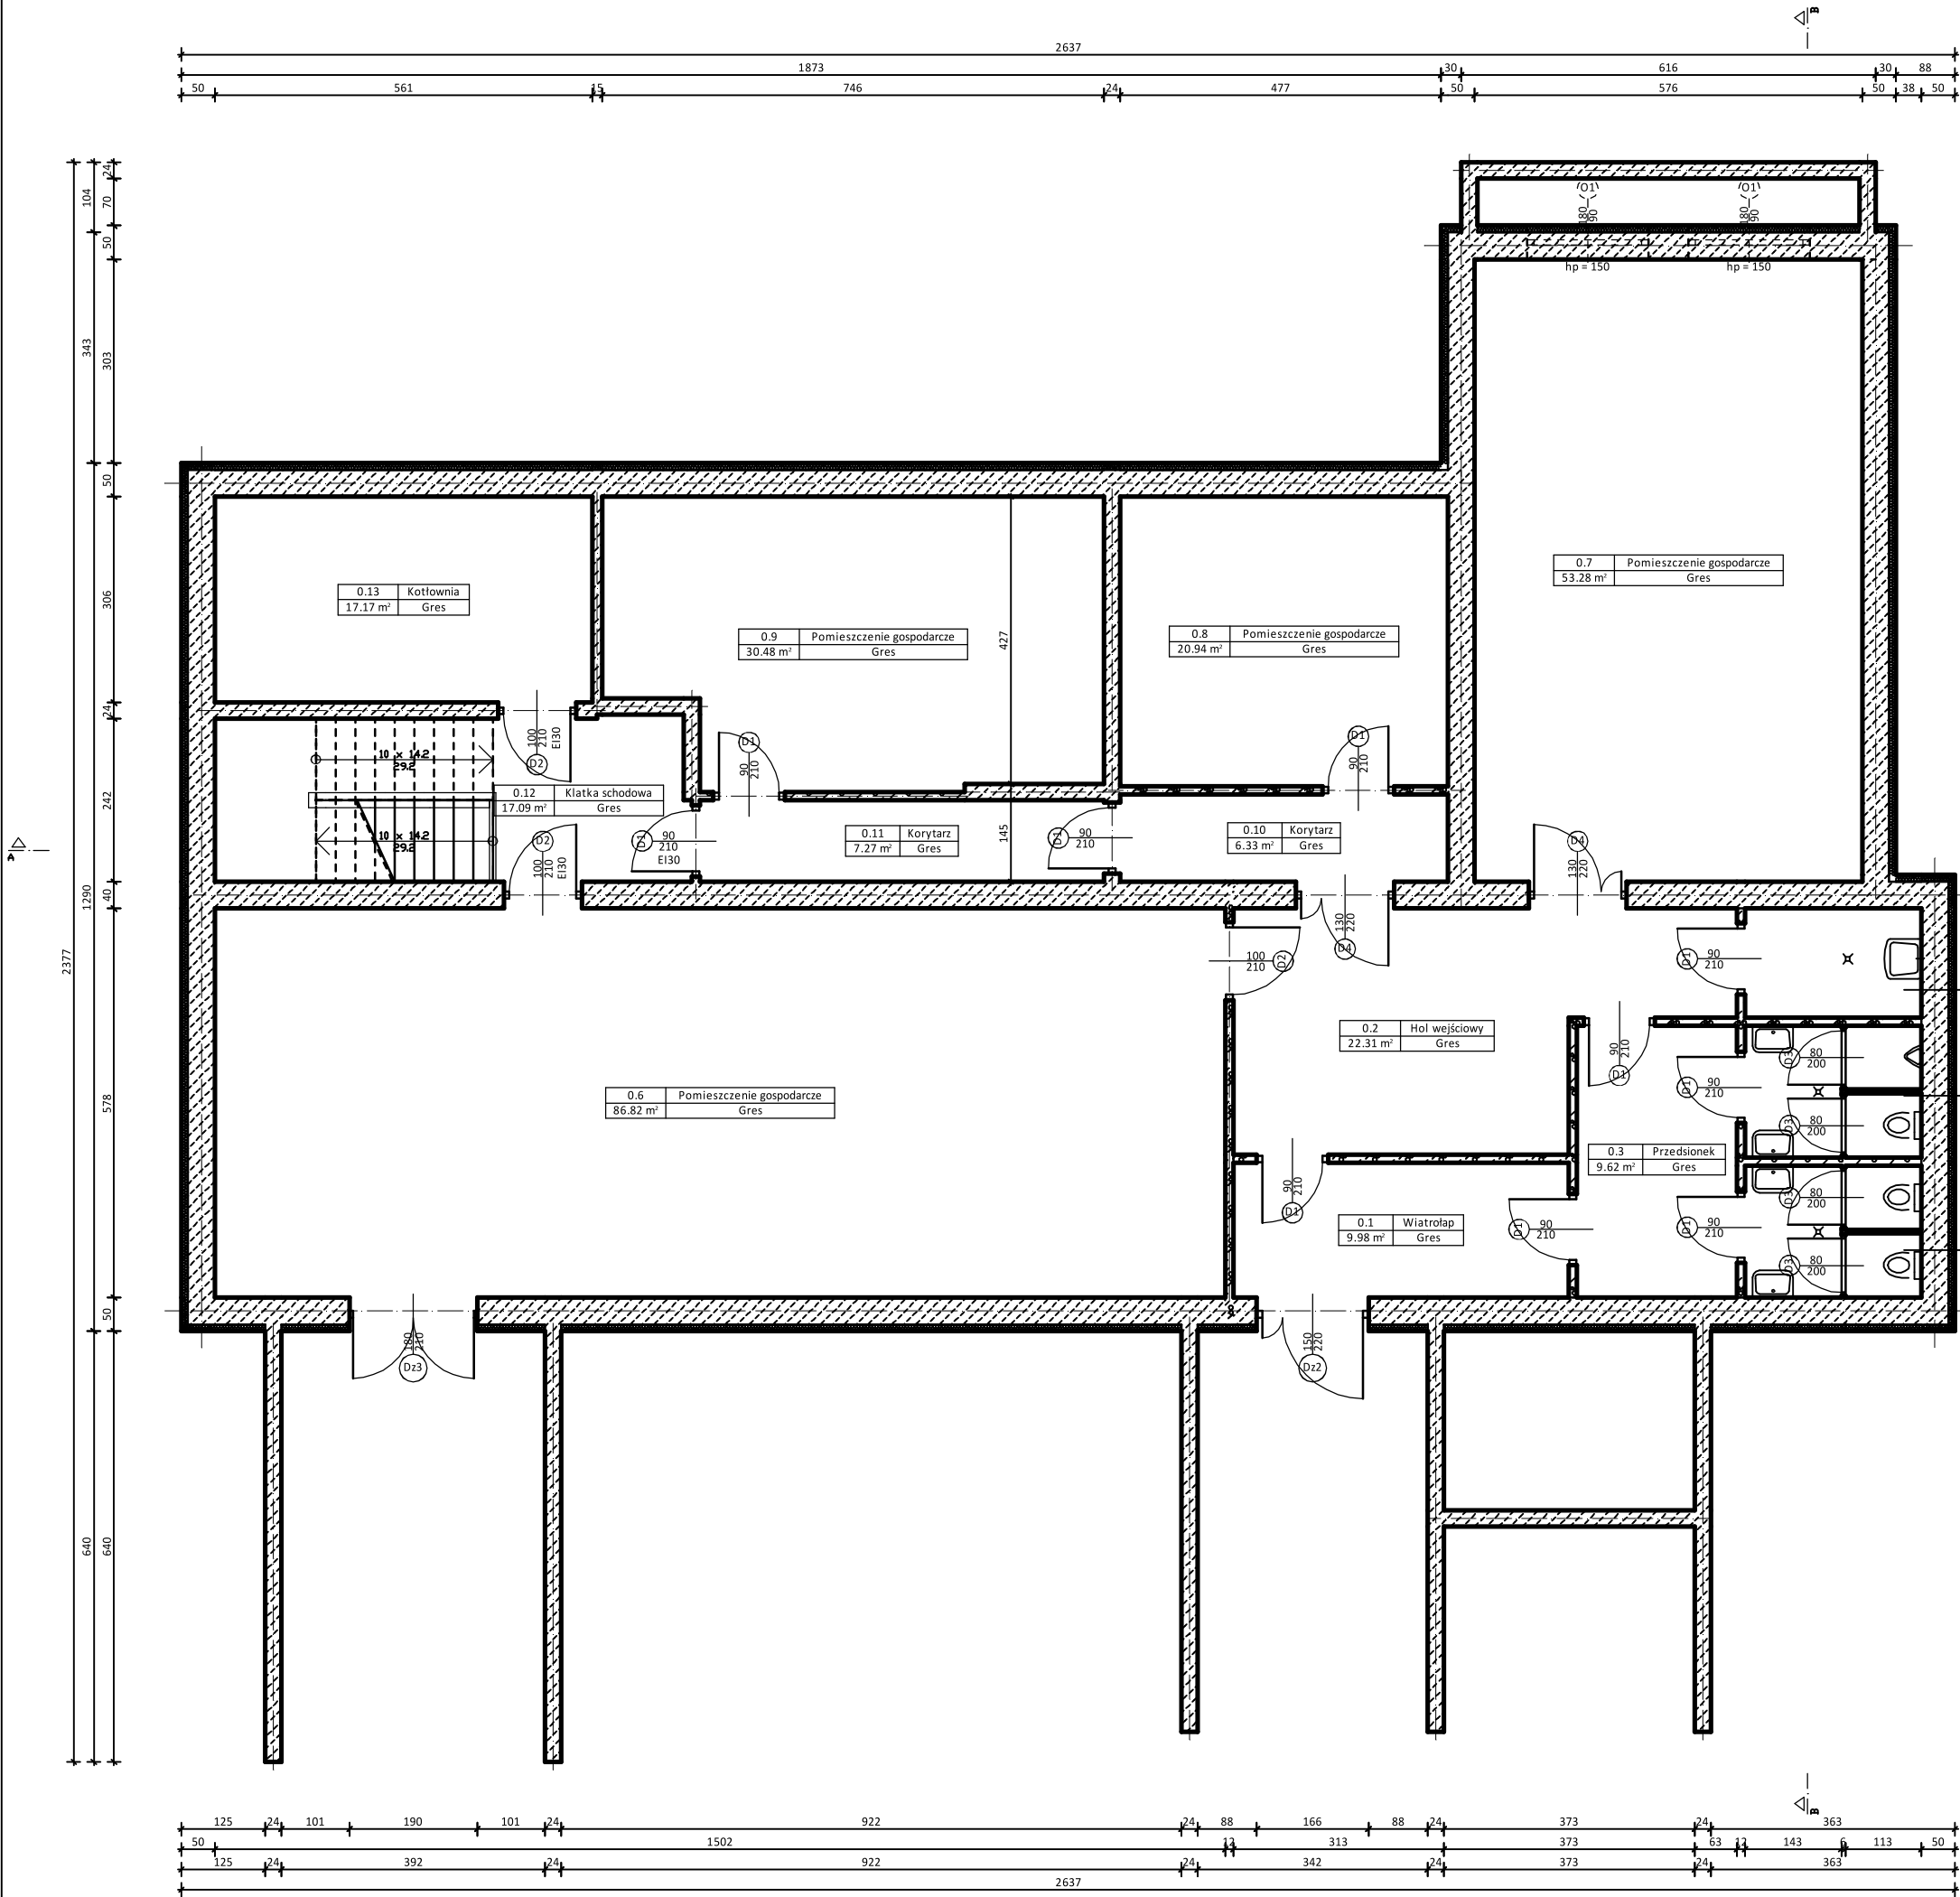 B
2637
1873 30 616 30 88
50 561 15 746 24 477 50 576 50 38 50
24
104
70
50
O1
180
90
O1
180
90
hp = 150
hp = 150
343
303
50
306
24
242
1290
40
2377
578
50
640
640
A
0.13 Kotłownia
17.17 m² Gres
0.9 Pomieszczenie gospodarcze
30.48 m² Gres
427
0.8 Pomieszczenie gospodarcze
20.94 m² Gres
0.7 Pomieszczenie gospodarcze
53.28 m² Gres
10 x 14.2
29.2
100
210
EI30
D2
D1
90
210
D1
90
210
0.12 Klatka schodowa
17.09 m² Gres
10 x 14.2
29.2
D2
100
210
EI30
D1
90
210
EI30
0.11 Korytarz
7.27 m² Gres
145
D1
90
210
0.10 Korytarz
6.33 m² Gres
D4
130
220
130
220
D4
100
210
D2
D1
90
210
0.2 Hol wejściowy
22.31 m² Gres
90
210
D1
D1
90
210
D3
80
200
D3
80
200
0.6 Pomieszczenie gospodarcze
86.82 m² Gres
0.3 Przedsionek
9.62 m² Gres
90
210
D1
0.1 Wiatrołap
9.98 m² Gres
D1
90
210
D1
90
210
D3
80
200
D3
80
200
180
210
Dz3
150
220
Dz2
B
125 24 101 190 101 24 922 24 88 166 88 24 373 24 363
50 1502 12 313 373 63 12 143 6 113 50
125 24 392 24 922 24 342 24 373 24 363
2637